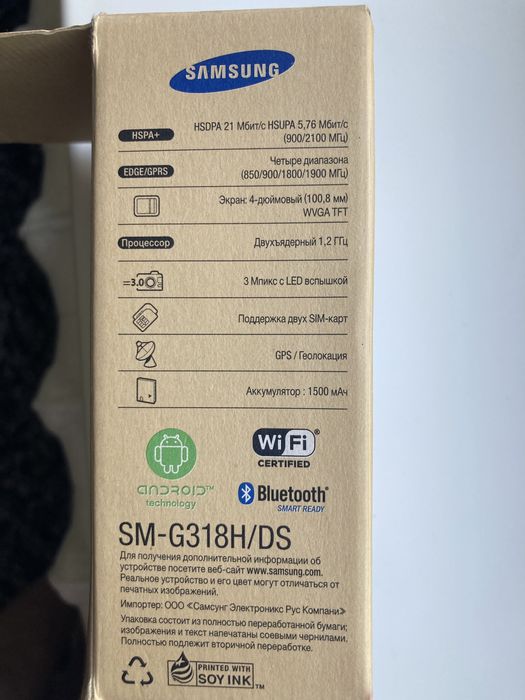 SAMSUNG
HSPA+
HSDPA 21 Мбит/с HSUPA 5,76 Мбит/с
(900/2100 МГц)
EDGE/GPRS
Четыре диапазона
(850/900/1800/1900 МГц)
Экран: 4-дюймовый (100,8 мм)
WVGA TFT
Процессор
Двухъядерный 1,2 ГГц
=3.0
3 Мпикс с LED вспышкой
Поддержка двух SIM-карт
GPS / Геолокация
Аккумулятор : 1500 мАч
ANDROID™
technology
Wi Fi®
CERTIFIED
Bluetooth®
SMART READY
SM-G318H/DS
Для получения дополнительной информации об
устройстве посетите веб-сайт www.samsung.com.
Реальное устройство и его цвет могут отличаться от
печатных изображений.
Импортер: ООО «Самсунг Электроникс Рус Компани»
Упаковка состоит из полностью переработанной бумаги;
изображения и текст напечатаны соевыми чернилами.
Полностью подлежит вторичной переработке.
PRINTED WITH
SOY INK™